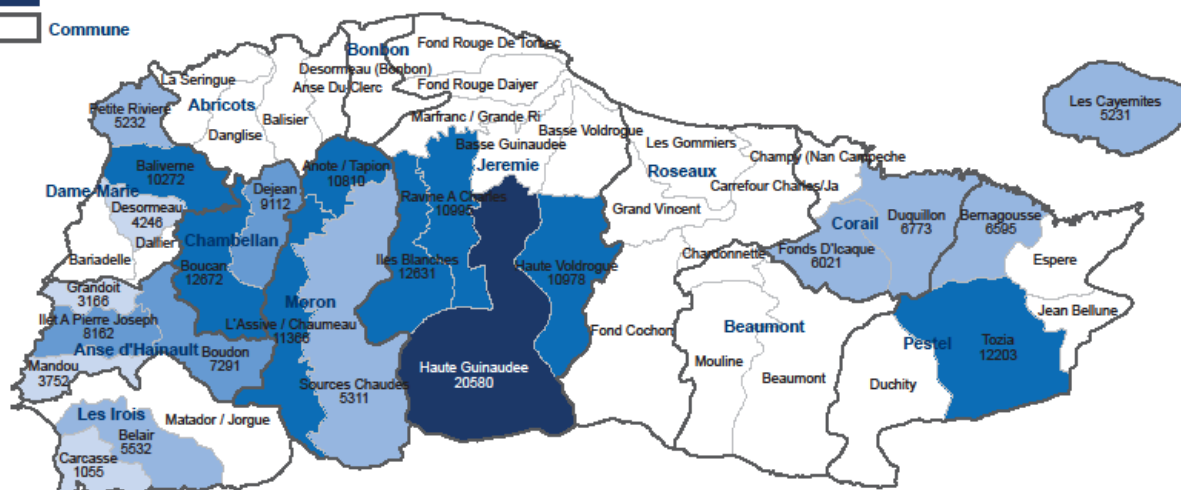 Commune
Bonbon
Fond Rouge De Torbec
La Seringue
Desormeau (Bonbon)
Anse Du Clerc
Fond Rouge Daiyer
Les Cayemites
5231
Petite Riviere
5232
Abricots
Danglise
Balisier
Marfranc / Grande Ri
Basse Voldrogue
Basse Guinaudee
Jeremie
Les Gommiers
Roseaux
Champy (Nan Campeche
Carrefour Charles/Ja
Baliverne
10272
Anote / Tapion
10810
Dame-Marie
Desormeau
4246
Dejean
9112
Ravine A Charles
10995
Grand Vincent
Corail
Duquillon
6773
Bernagousse
6595
Dallier
Bariadelle
Chambellan
Boucan
12672
Iles Blanches
12631
Haute Voldrogue
10978
Chardonnette
Fonds D'Icaque
6021
Espere
Grandoit
3166
Moron
Ilet A Pierre Joseph
8162
L'Assive / Chaumeau
11366
Fond Cochon
Beaumont
Jean Bellune
Pestel
Tozia
12203
Anse d'Hainault
Boudon
7291
Mandou
3752
Haute Guinaudee
20580
Mouline
Beaumont
Duchity
Sources Chaudes
5311
Les Irois
Matador / Jorgue
Belair
5532
Carcasse
1055